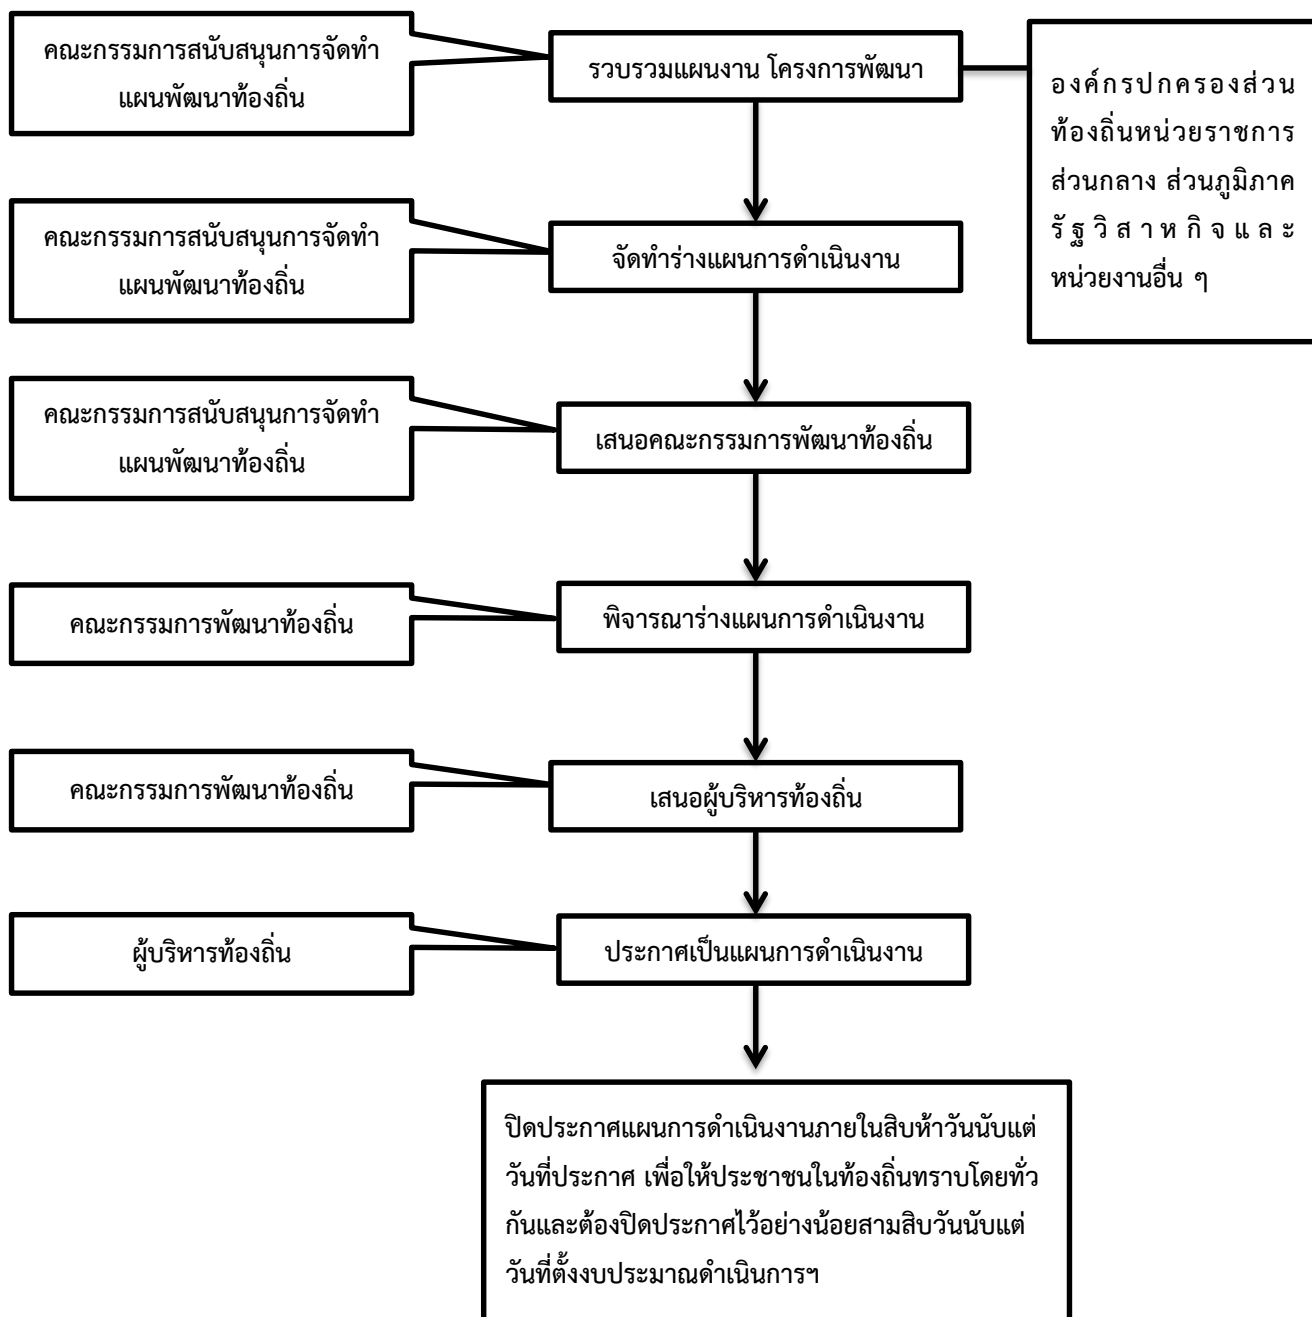 คณะกรรมการสนับสนุนการจัดทำ
แผนพัฒนาท้องถิ่น
รวบรวมแผนงาน โครงการพัฒนา
องค์กรปกครองส่วน
ท้องถิ่นหน่วยราชการ
ส่วนกลาง ส่วนภูมิภาค
รัฐวิสาหกิจและ
หน่วยงานอื่น ๆ
คณะกรรมการสนับสนุนการจัดทำ
แผนพัฒนาท้องถิ่น
จัดทำร่างแผนการดำเนินงาน
คณะกรรมการสนับสนุนการจัดทำ
แผนพัฒนาท้องถิ่น
เสนอคณะกรรมการพัฒนาท้องถิ่น
คณะกรรมการพัฒนาท้องถิ่น
พิจารณาร่างแผนการดำเนินงาน
คณะกรรมการพัฒนาท้องถิ่น
เสนอผู้บริหารท้องถิ่น
ผู้บริหารท้องถิ่น
ประกาศเป็นแผนการดำเนินงาน
ปิดประกาศแผนการดำเนินงานภายในสิบห้าวันนับแต่
วันที่ประกาศ เพื่อให้ประชาชนในท้องถิ่นทราบโดยทั่ว
กันและต้องปิดประกาศไว้อย่างน้อยสามสิบวันนับแต่
วันที่ตั้งงบประมาณดำเนินการฯ